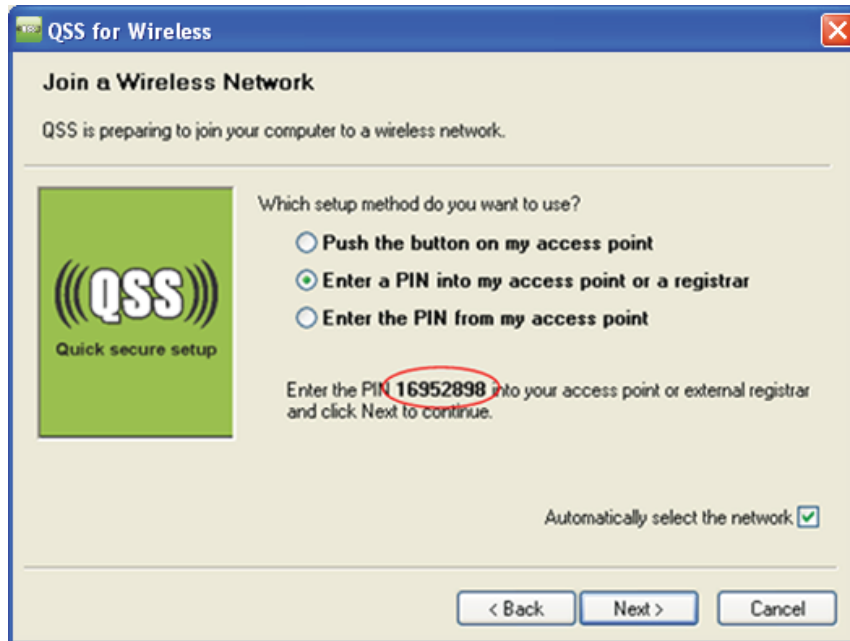 QSS for Wireless
Join a Wireless Network
QSS is preparing to join your computer to a wireless network.
Which setup method do you want to use?
Push the button on my access point
Enter a PIN into my access point or a registrar
Enter the PIN from my access point
(((QSS)))
Quick secure setup
Enter the PIN 16952898 into your access point or external registrar
and click Next to continue.
Automatically select the network
< Back
Next >
Cancel